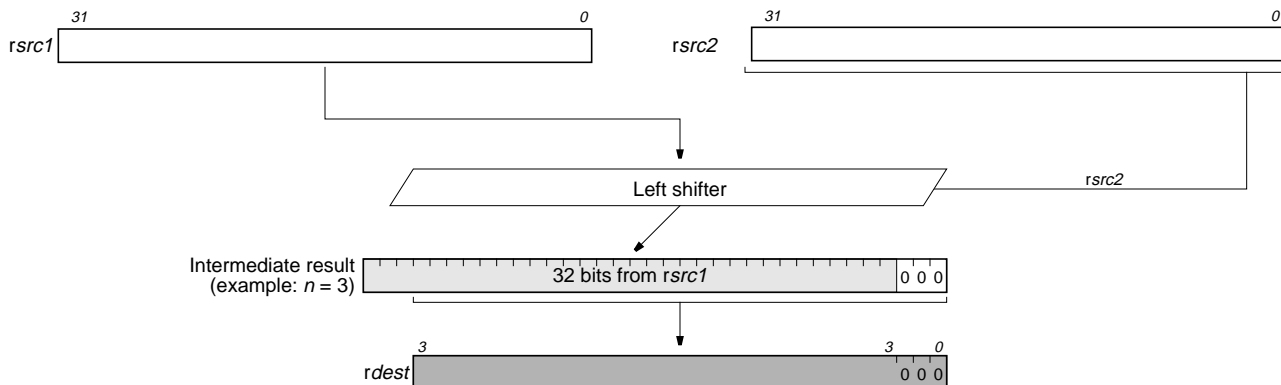 31 0 31 0
rsrc1 rsrc2
Left shifter rsrc2
Intermediate result
(example: n = 3)
32 bits from rsrc1 0 0 0
3 3 0
rdest 0 0 0